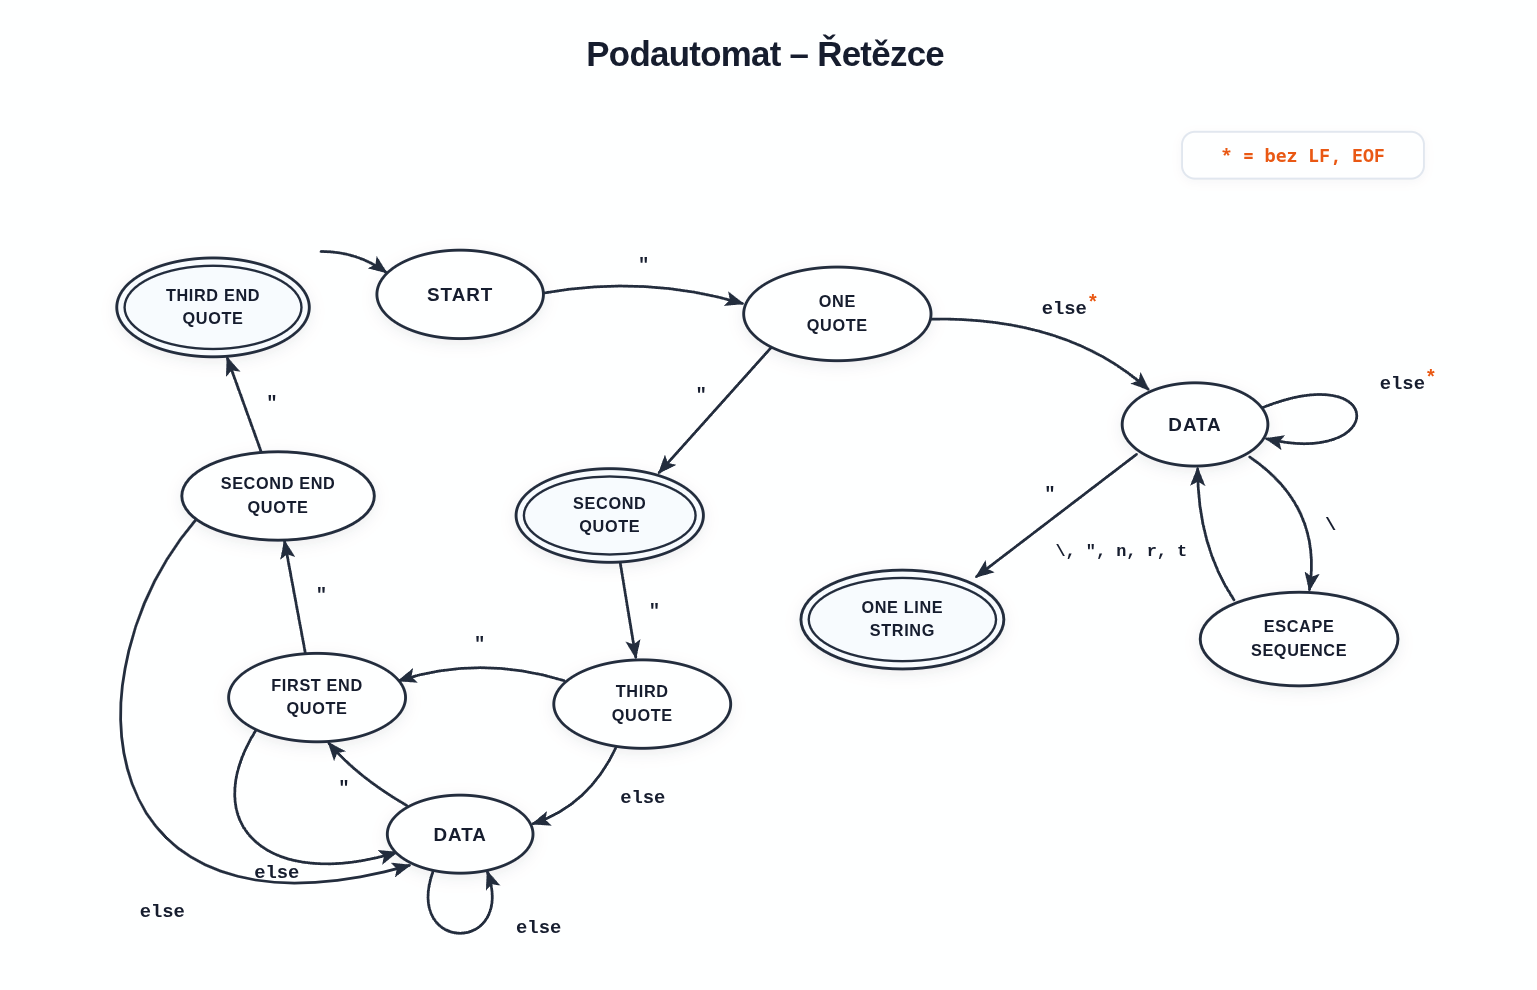 Podautomat – Řetězce
* = bez LF, EOF
"
START
THIRD END
QUOTE
ONE
QUOTE
else*
else*
"
"
DATA
SECOND END
QUOTE
SECOND
QUOTE
"
\
\, ", n, r, t
"
"
ONE LINE
STRING
ESCAPE
SEQUENCE
"
FIRST END
QUOTE
THIRD
QUOTE
"
else
DATA
else
else
else